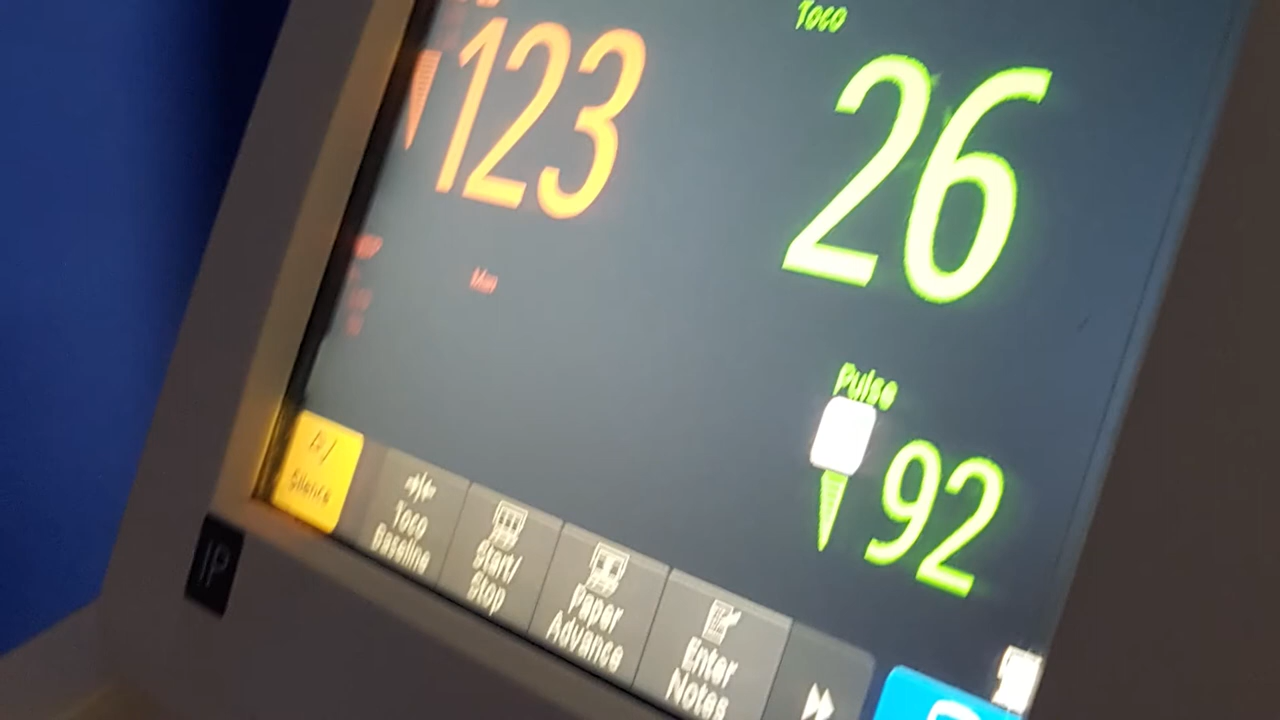 Toco
123
26
Pulse
92
Silence
Toco
Baseline
Start/
Stop
Paper
Advance
Enter
Notes